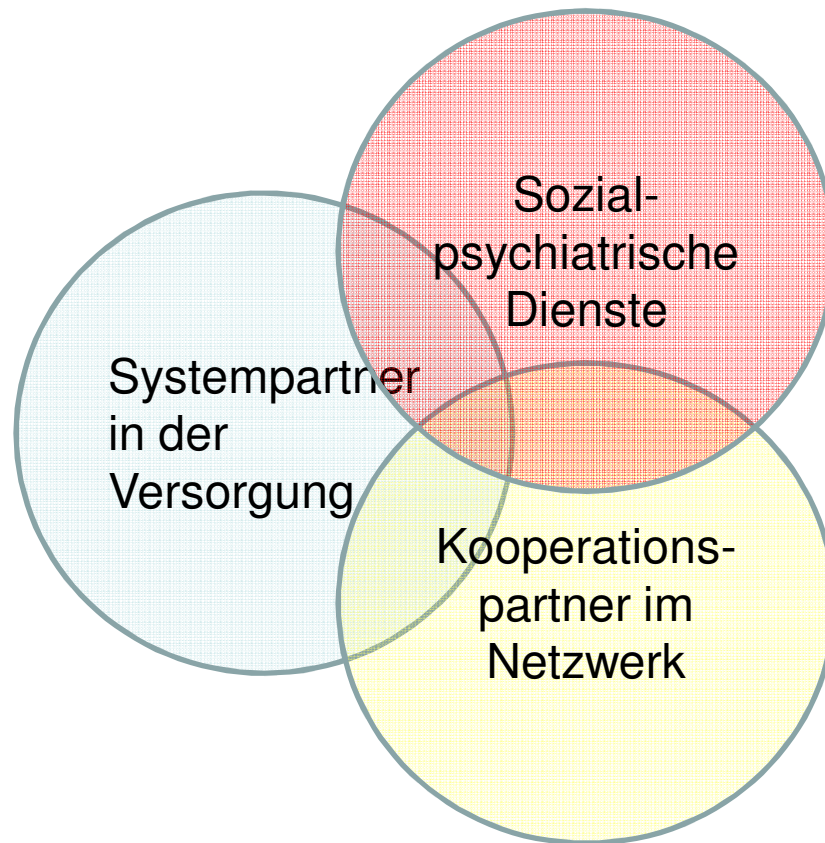 Sozial-
psychiatrische
Dienste
Systempartner
in der
Versorgung
Kooperations-
partner im
Netzwerk